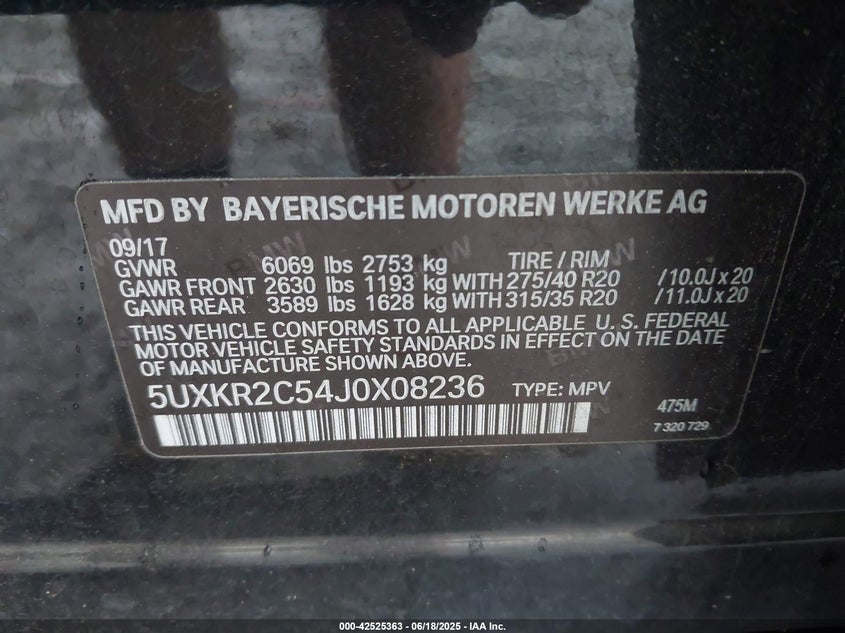 MFD BY BAYERISCHE MOTOREN WERKE AG
09/17 TIRE / RIM
GVWR 6069 lbs 2753 kg
GAWR FRONT 2630 lbs 1193 kg WITH 275/40 R20 /10.0J x 20
GAWR REAR 3589 lbs 1628 kg WITH 315/35 R20 /11.0J x 20
THIS VEHICLE CONFORMS TO ALL APPLICABLE U. S. FEDERAL
MOTOR VEHICLE SAFETY STANDARDS IN EFFECT ON THE DATE
OF MANUFACTURE SHOWN ABOVE.
5UXKR2C54J0X08236 TYPE: MPV
475M
7 320 729
000-42525363 | 06/18/2025 - IAA Inc.